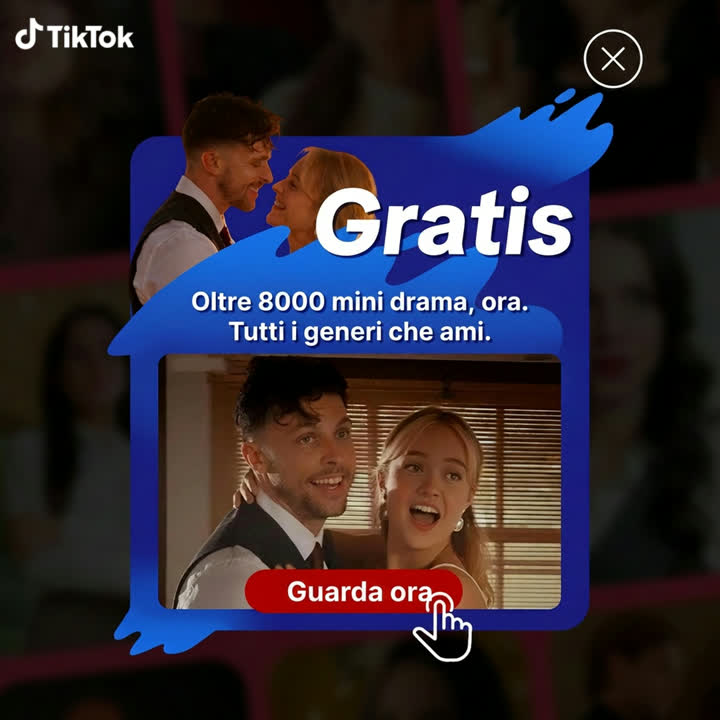 TikTok
Gratis
Oltre 8000 mini drama, ora.
Tutti i generi che ami.
Guarda ora